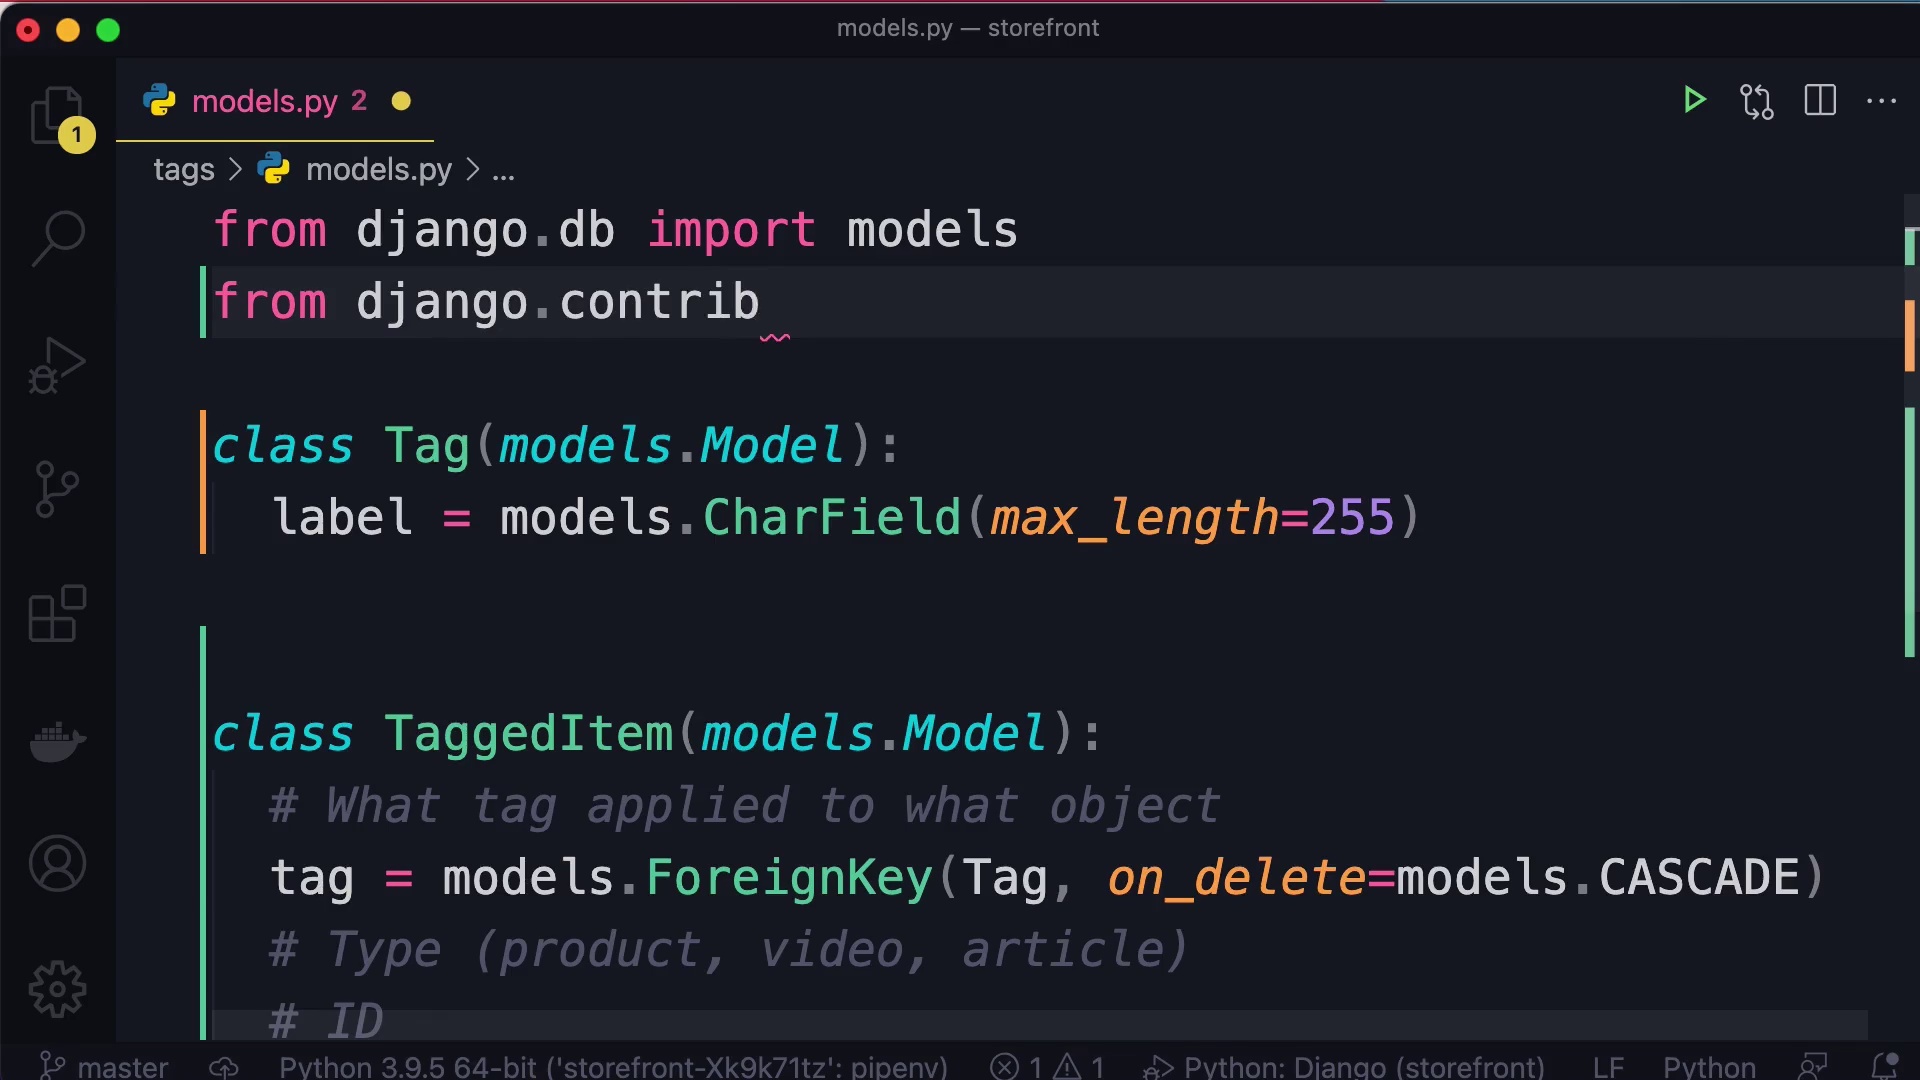 models.py — storefront
models.py 2
1
tags > models.py > ...
from django.db import models
from django.contrib
class Tag(models.Model):
label = models.CharField(max_length=255)
class TaggedItem(models.Model):
# What tag applied to what object
tag = models.ForeignKey(Tag, on_delete=models.CASCADE)
# Type (product, video, article)
# ID
master Python 3.9.5 64-bit ('storefront-Xk9k71tz': pipenv) 1 1 Python: Django (storefront) LF Python